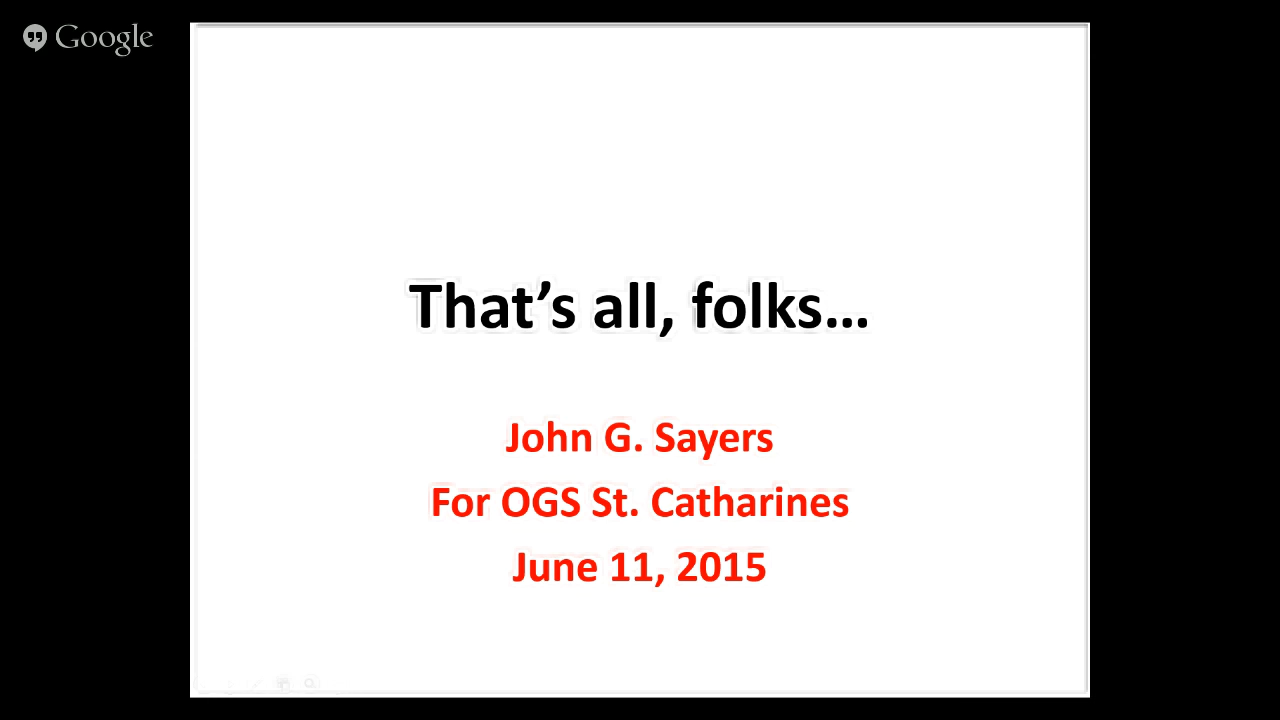 Google
That’s all, folks...
John G. Sayers
For OGS St. Catharines
June 11, 2015